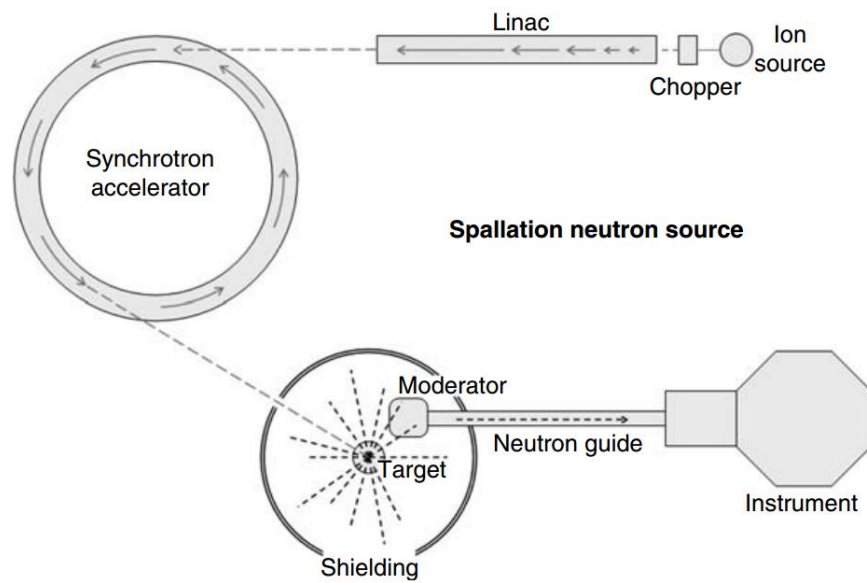 Linac
Ion
source
Chopper
Synchrotron
accelerator
Spallation neutron source
Moderator
Neutron guide
Target
Instrument
Shielding